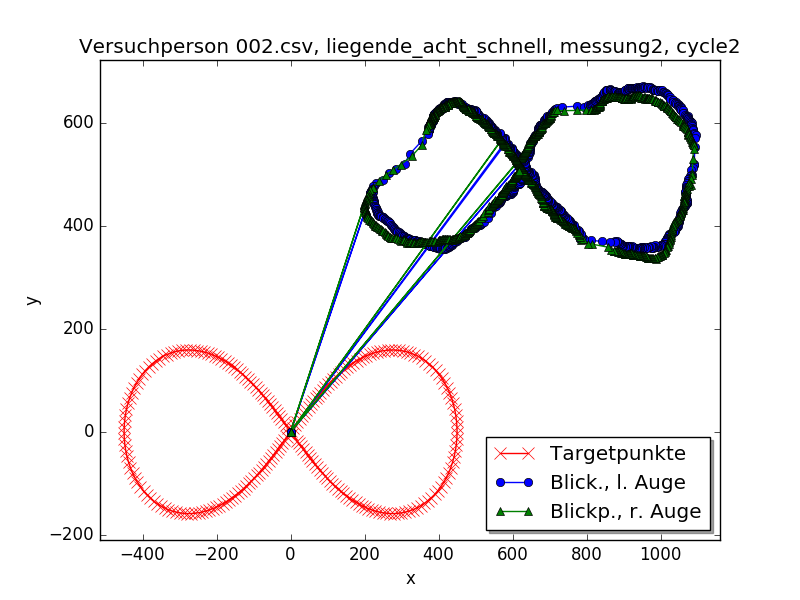 Versuchperson 002.csv, liegende_acht_schnell, messung2, cycle2
y
600
400
200
0
−200
−400
−200
0
200
400
600
800
1000
x
Targetpunkte
Blick., l. Auge
Blickp., r. Auge